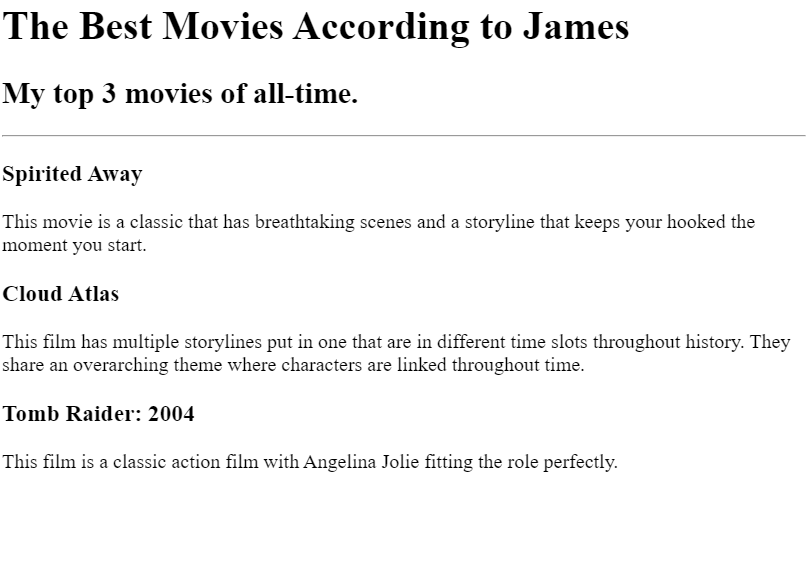 The Best Movies According to James
My top 3 movies of all-time.
Spirited Away
This movie is a classic that has breathtaking scenes and a storyline that keeps your hooked the
moment you start.
Cloud Atlas
This film has multiple storylines put in one that are in different time slots throughout history. They
share an overarching theme where characters are linked throughout time.
Tomb Raider: 2004
This film is a classic action film with Angelina Jolie fitting the role perfectly.